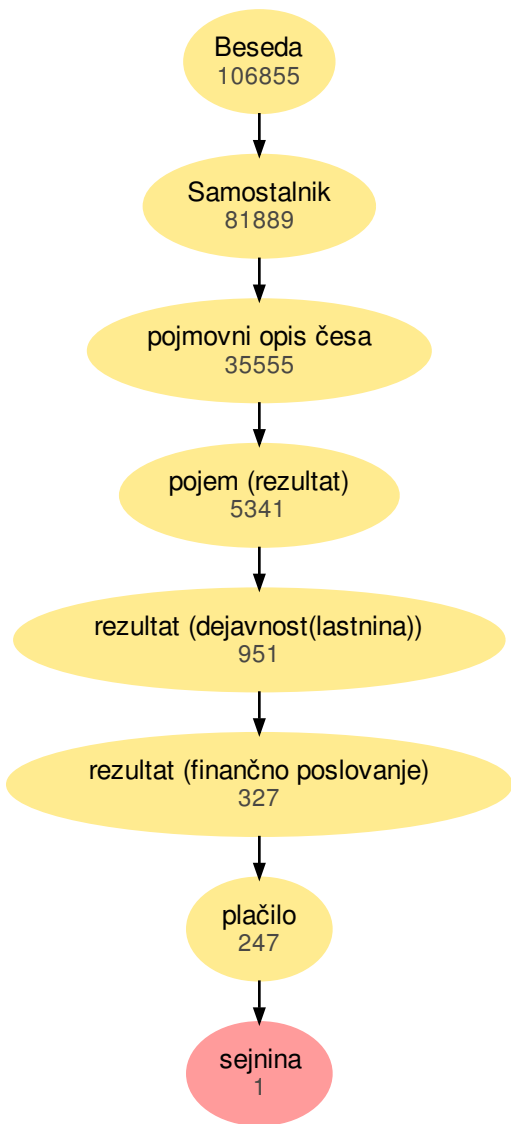 Beseda
106855
Samostalnik
81889
pojmovni opis česa
35555
pojem (rezultat)
5341
rezultat (dejavnost(lastnina))
951
rezultat (finančno poslovanje)
327
plačilo
247
sejnina
1